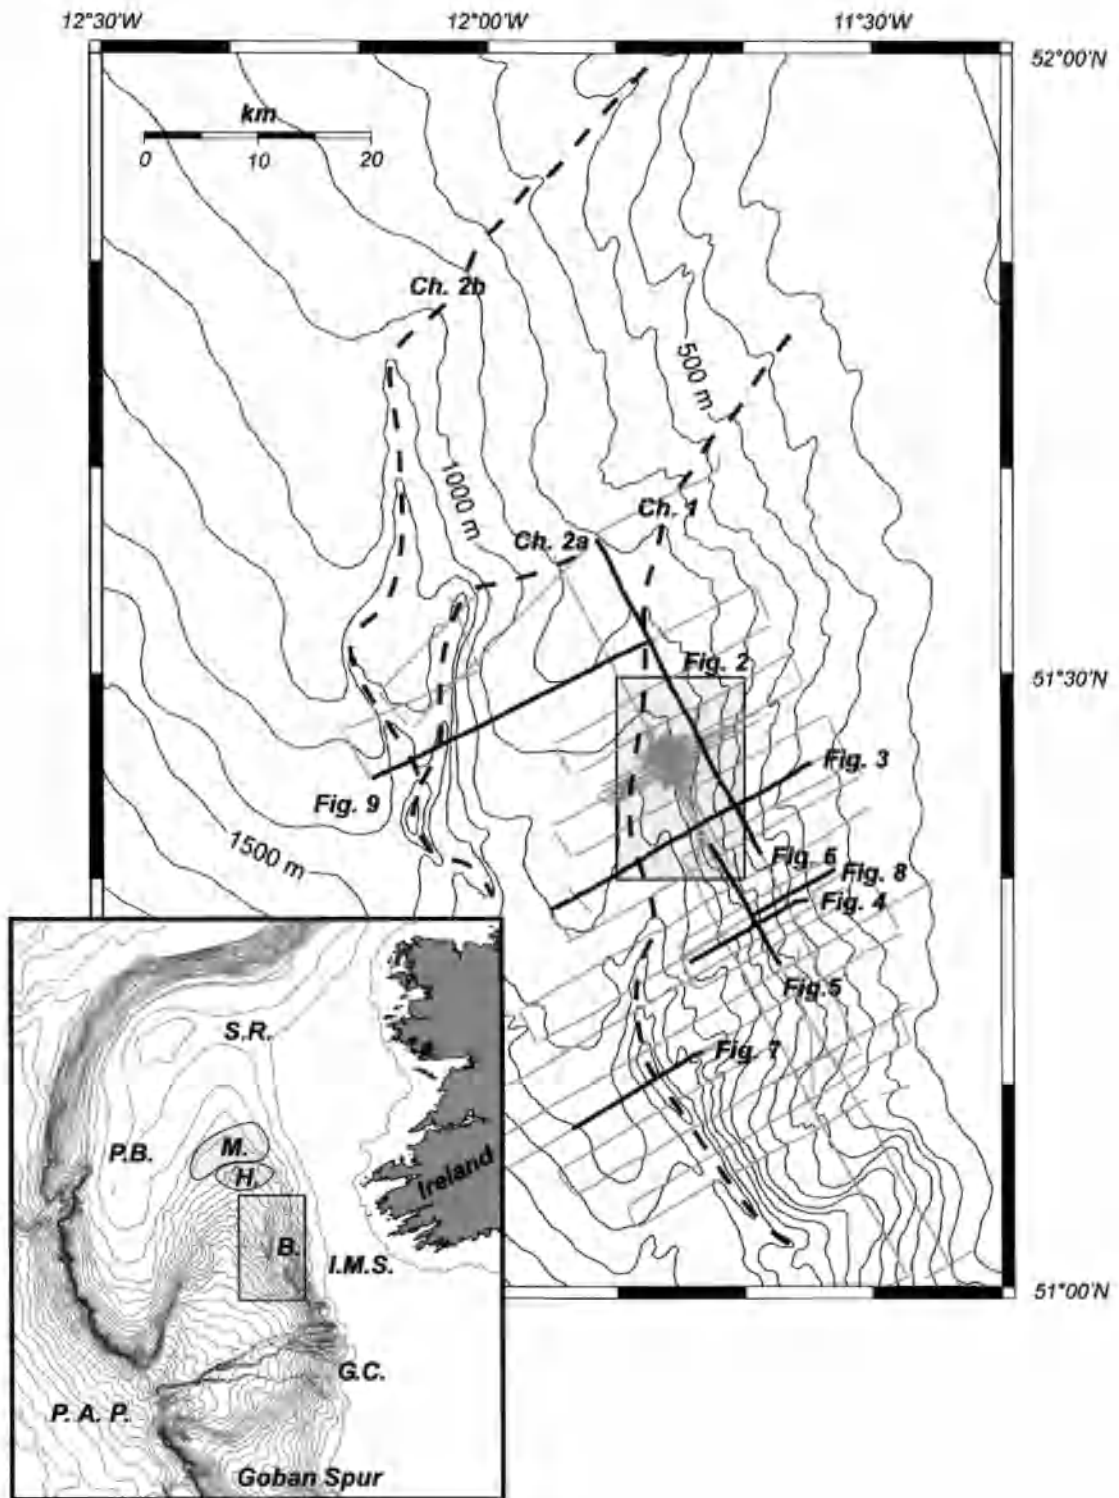 12°30'W
12°00'W
11°30'W
52°00'N
km
0 10 20
Ch. 2b
500 m
1000 m
Ch. 1
Ch. 2a
Fig. 2
51°30'N
Fig. 3
Fig. 9
1500 m
Fig. 6
Fig. 8
Fig. 4
Fig.5
Fig. 7
S.R.
P.B.
M.
H.
Ireland
B.
I.M.S.
51°00'N
G.C.
P. A. P.
Goban Spur